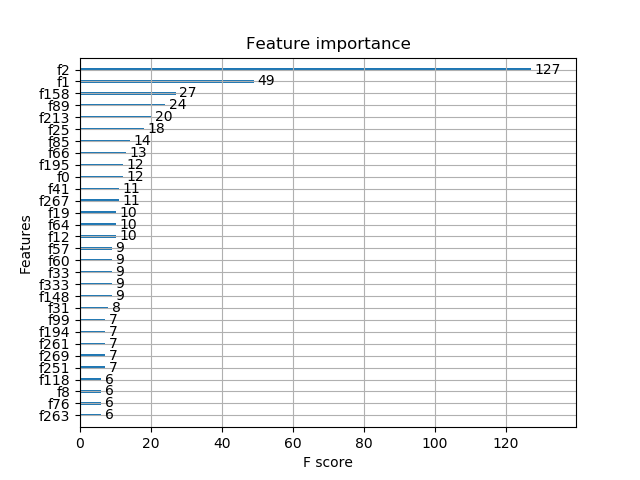 Feature importance
f2 127
f1 49
f158 27
f89 24
f213 20
f25 18
f85 14
f66 13
f195 12
f0 12
f41 11
f267 11
f19 10
f64 10
f12 10
f57 9
f60 9
f33 9
f333 9
f148 9
f31 8
f99 7
f194 7
f261 7
f269 7
f251 7
f118 6
f8 6
f76 6
f263 6
Features
0 20 40 60 80 100 120
F score